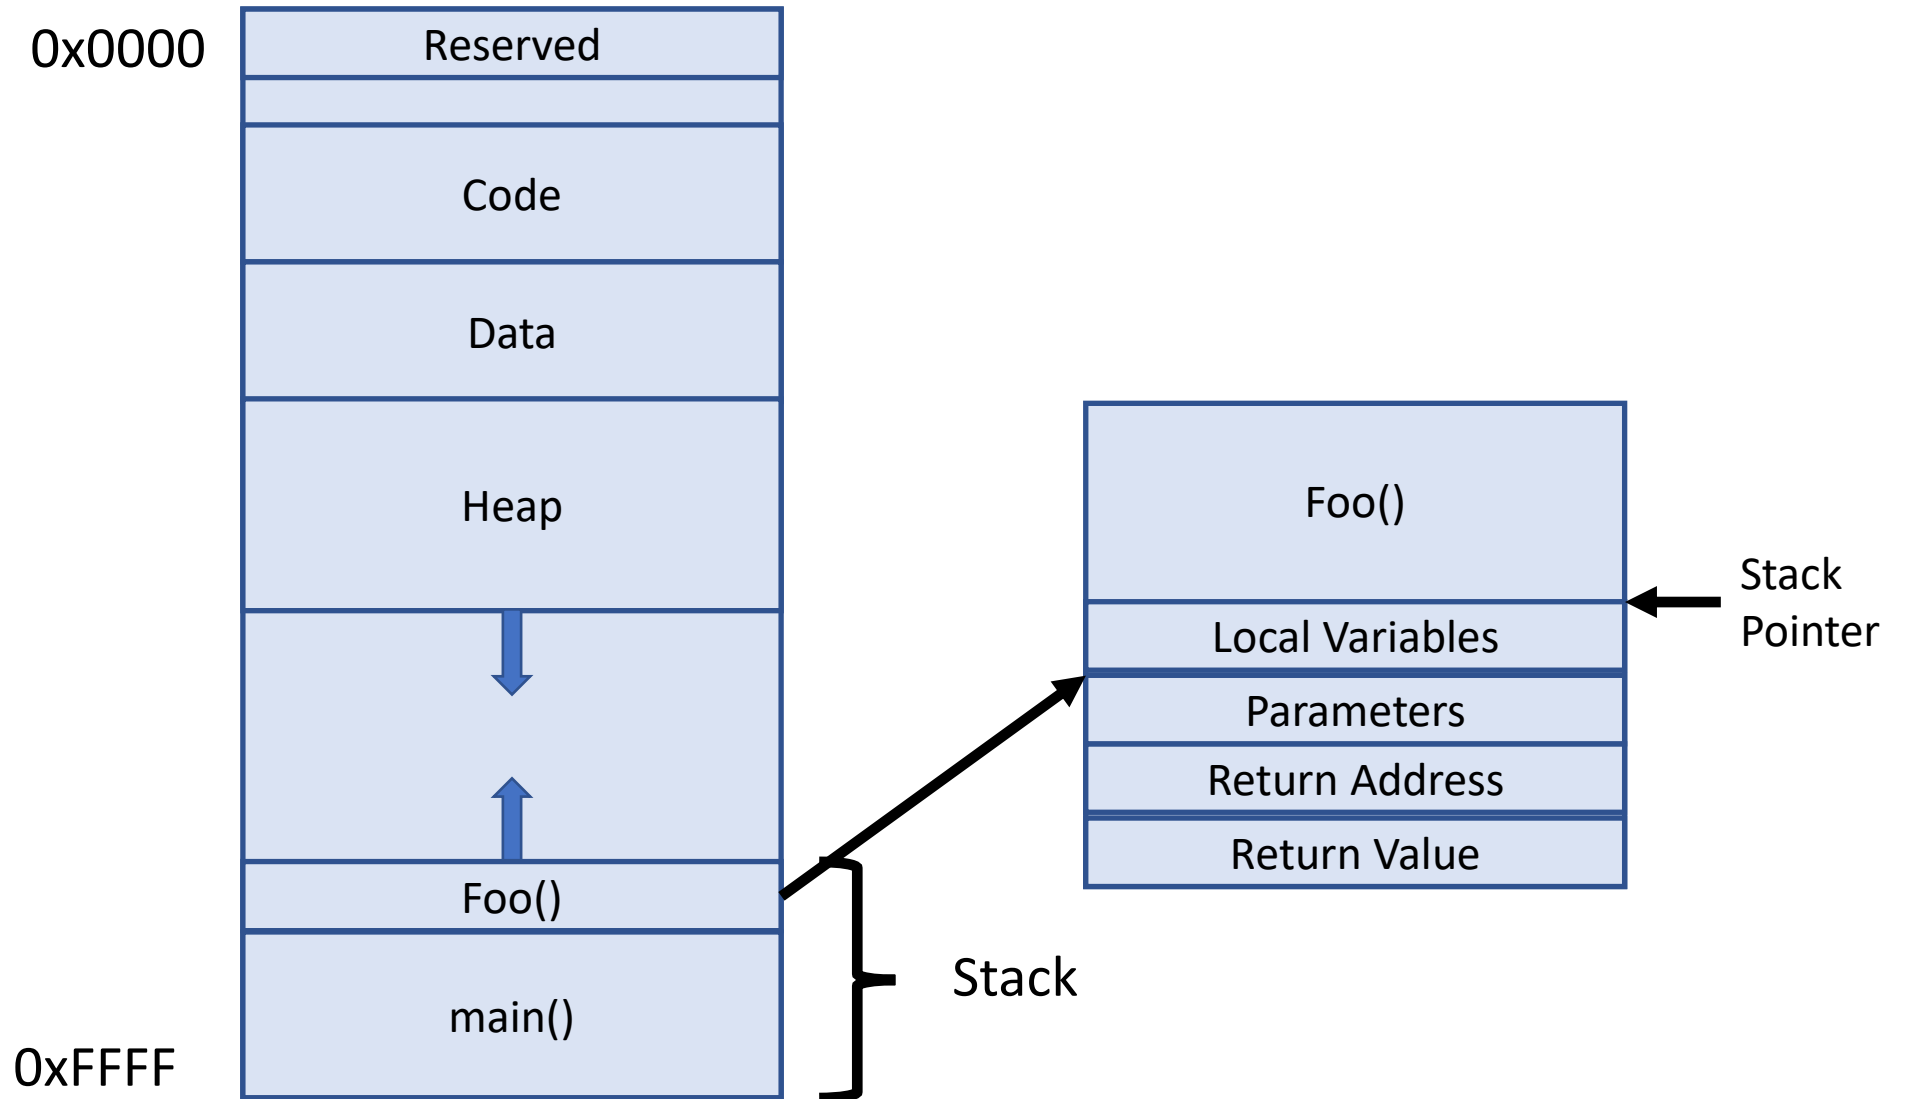 0x0000
Reserved
Code
Data
Heap
Foo()
main()
0xFFFF
Stack
Foo()
Local Variables
Parameters
Return Address
Return Value
Stack
Pointer